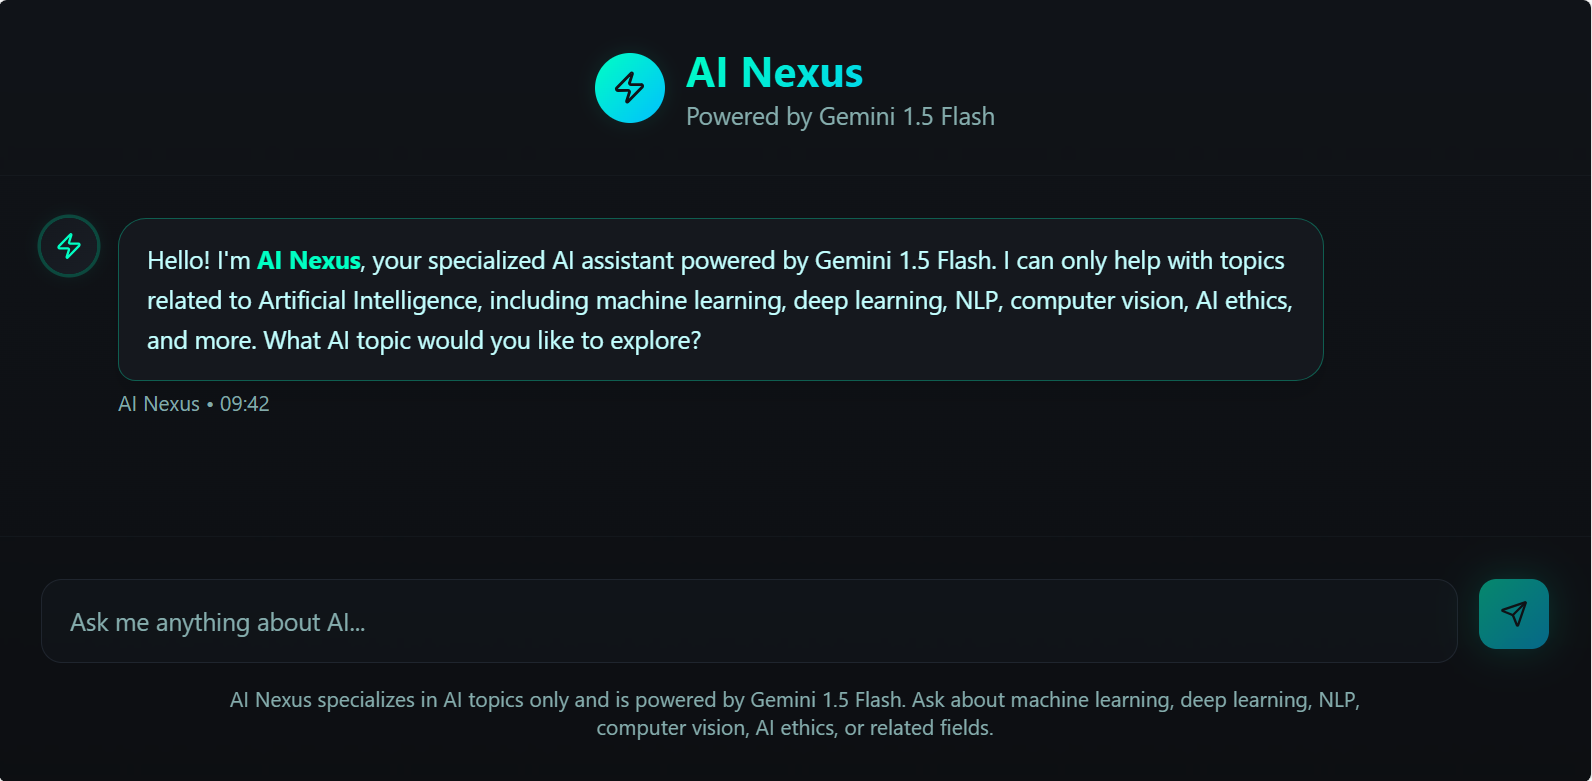 AI Nexus
Powered by Gemini 1.5 Flash
Hello! I'm AI Nexus, your specialized AI assistant powered by Gemini 1.5 Flash. I can only help with topics
related to Artificial Intelligence, including machine learning, deep learning, NLP, computer vision, AI ethics,
and more. What AI topic would you like to explore?
AI Nexus • 09:42
Ask me anything about AI...
AI Nexus specializes in AI topics only and is powered by Gemini 1.5 Flash. Ask about machine learning, deep learning, NLP,
computer vision, AI ethics, or related fields.